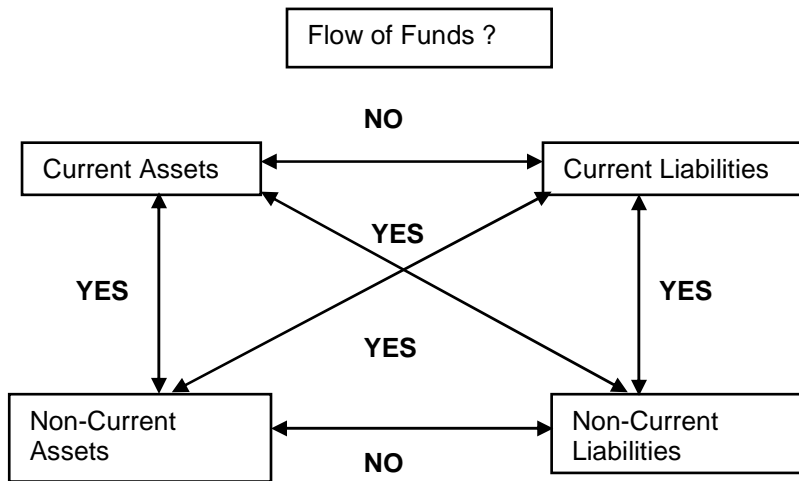 Flow of Funds ?
NO
Current Assets
Current Liabilities
YES
YES
YES
YES
Non-Current
Assets
Non-Current
Liabilities
NO